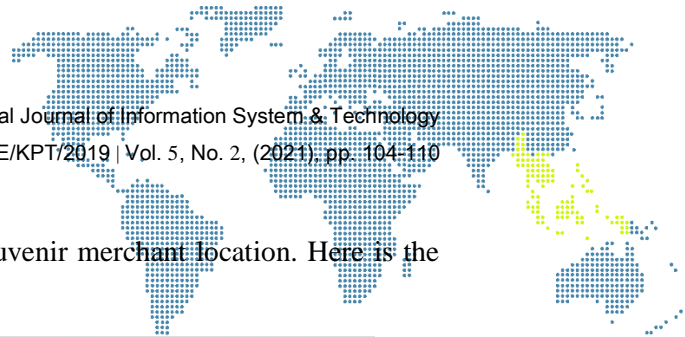 al Journal of Information System & Technology
E/KPT/2019 | Vol. 5, No. 2, (2021), pp. 104-110
uvenir merchant location. Here is the